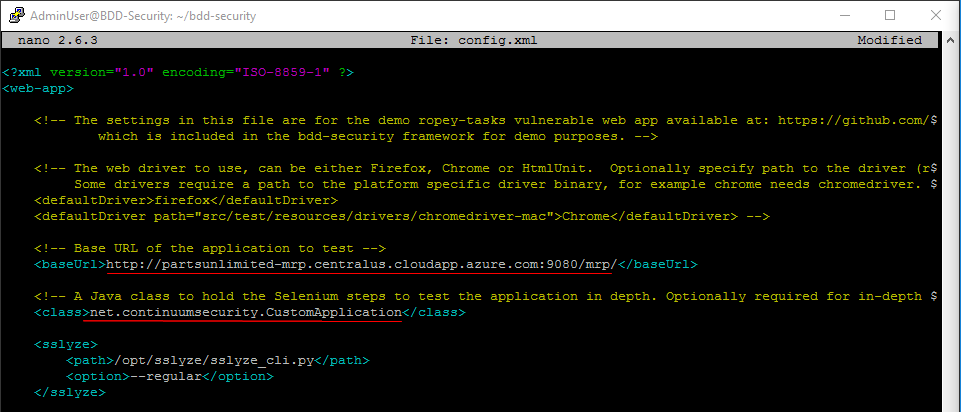 AdminUser@BDD-Security: ~/bdd-security
nano 2.6.3 File: config.xml Modified
<?xml version="1.0" encoding="ISO-8859-1" ?>
<web-app>
<!-- The settings in this file are for the demo ropey-tasks vulnerable web app available at: https://github.com/$
which is included in the bdd-security framework for demo purposes. -->
<!-- The web driver to use, can be either Firefox, Chrome or HtmlUnit.  Optionally specify path to the driver (r$
Some drivers require a path to the platform specific driver binary, for example chrome needs chromedriver. $
<defaultDriver>firefox</defaultDriver>
<defaultDriver path="src/test/resources/drivers/chromedriver-mac">Chrome</defaultDriver> -->
<!-- Base URL of the application to test -->
<baseUrl>http://partsunlimited-mrp.centralus.cloudapp.azure.com:9080/mrp/</baseUrl>
<!-- A Java class to hold the Selenium steps to test the application in depth. Optionally required for in-depth $
<class>net.continuumsecurity.CustomApplication</class>
<sslyze>
<path>/opt/sslyze/sslyze_cli.py</path>
<option>--regular</option>
</sslyze>